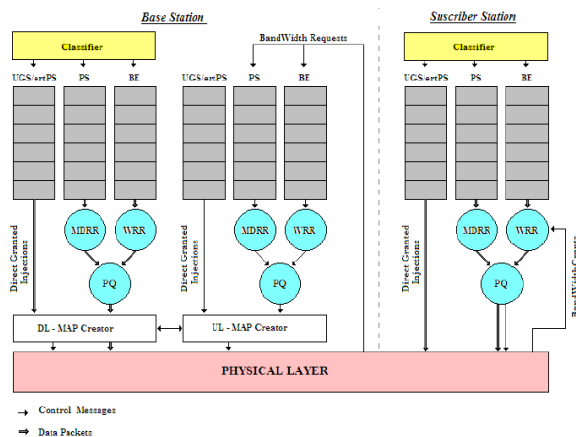 Base Station
Suscriber Station
BandWidth Requests
Classifier
Classifier
UGS/ertPS PS BE
UGS/ertPS PS BE
UGS/ertPS PS BE
MDRR WRR
MDRR WRR
MDRR WRR
Direct Granted
Injections
Direct Granted
Injections
Direct Granted
Injections
PQ
PQ
PQ
BandWidth Grants
DL - MAP Creator
UL - MAP Creator
PHYSICAL LAYER
Control Messages
Data Packets